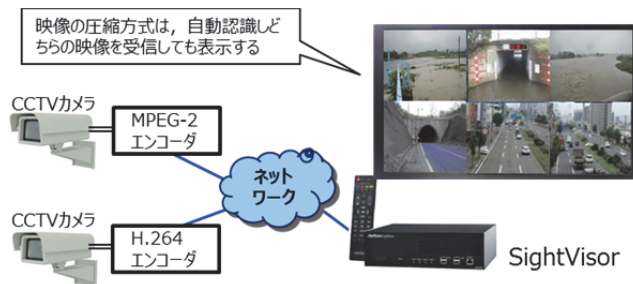 映像の圧縮方式は，自動認識しど
ちらの映像を受信しても表示する
CCTVカメラ
MPEG-2
エンコーダ
ネット
ワーク
CCTVカメラ
H.264
エンコーダ
SightVisor